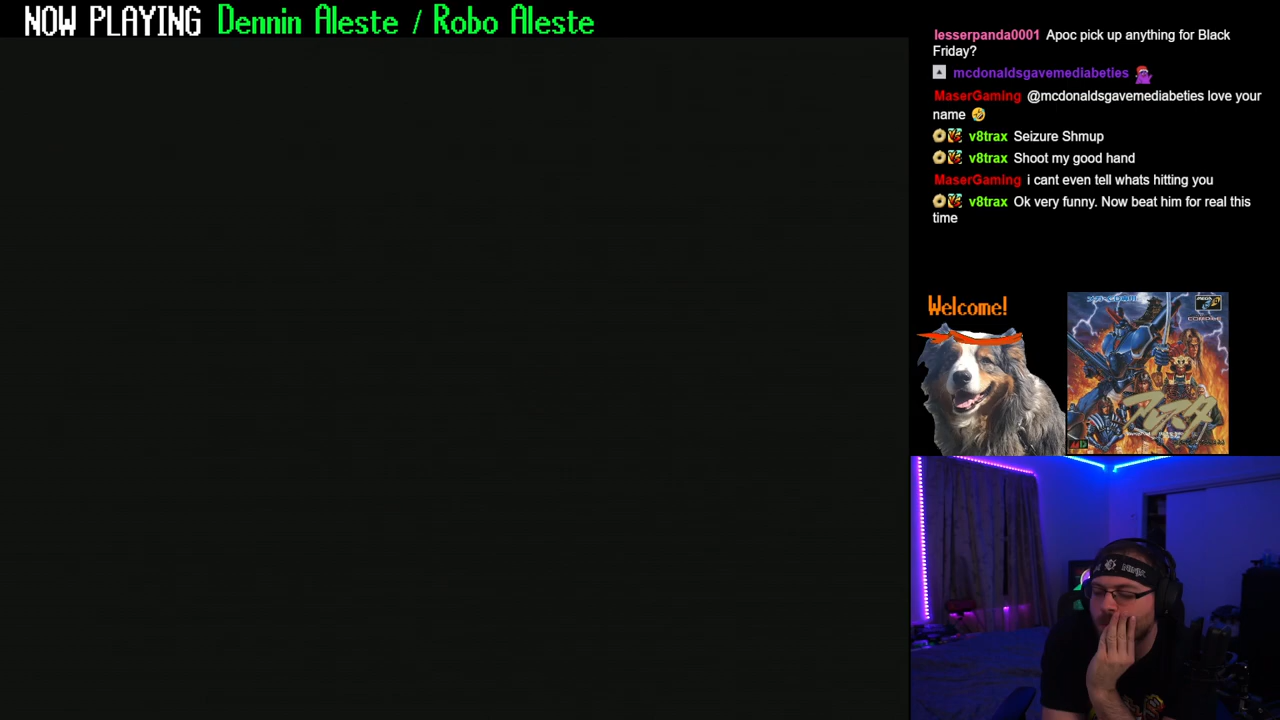 NOW PLAYING Dennin Aleste / Robo Aleste
lesserpanda0001 Apoc pick up anything for Black
Friday?
mcdonaldsgavemediabeties
MaserGaming @mcdonaldsgavemediabeties love your
name 🤣
v8trax Seizure Shmup
v8trax Shoot my good hand
MaserGaming i cant even tell whats hitting you
v8trax Ok very funny. Now beat him for real this
time
Welcome!